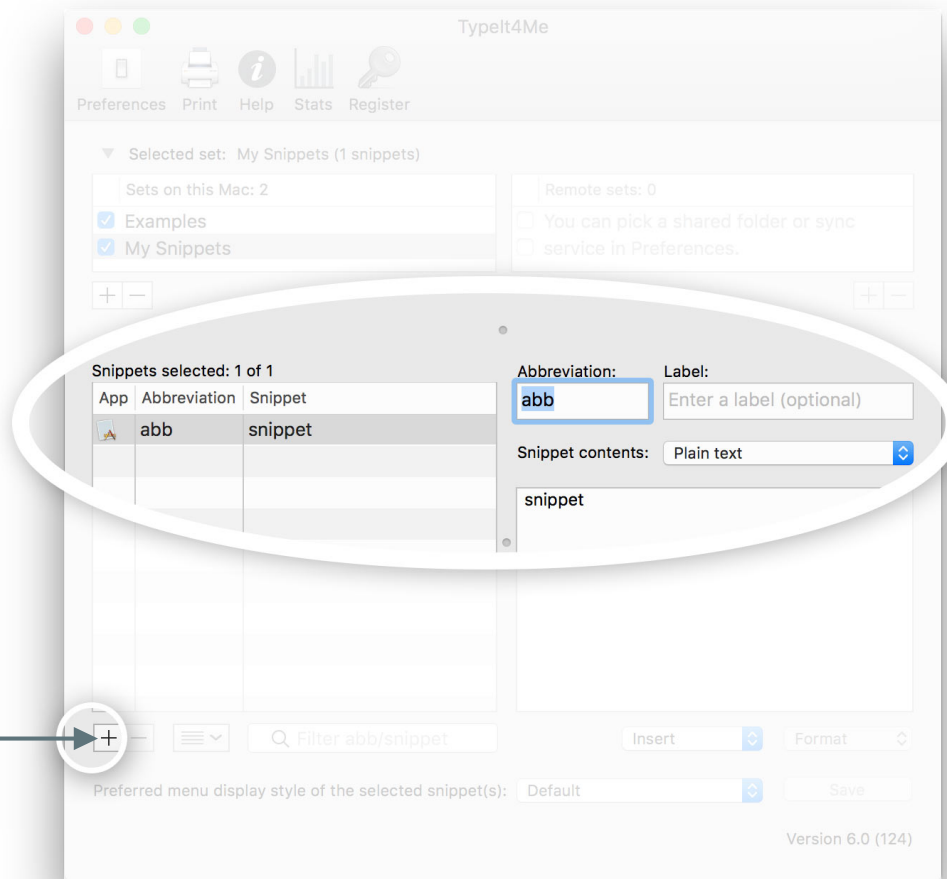 TypeIt4Me
Preferences Print Help Stats Register
Selected set: My Snippets (1 snippets)
Sets on this Mac: 2
Examples
My Snippets
Remote sets: 0
You can pick a shared folder or sync
service in Preferences.
Snippets selected: 1 of 1
App Abbreviation Snippet
abb snippet
Abbreviation: Label:
abb Enter a label (optional)
Snippet contents: Plain text
snippet
Filter abb/snippet
Insert Format
Preferred menu display style of the selected snippet(s): Default Save
Version 6.0 (124)